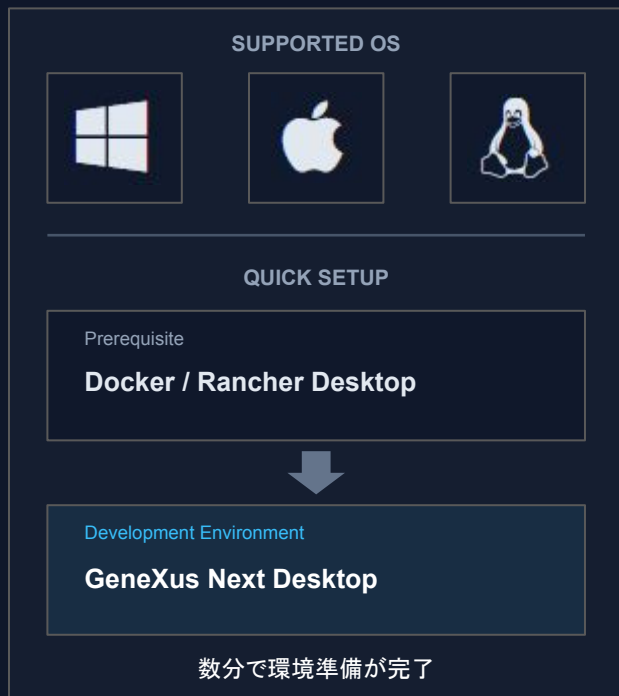 SUPPORTED OS
QUICK SETUP
Prerequisite
Docker / Rancher Desktop
Development Environment
GeneXus Next Desktop
数分で環境準備が完了